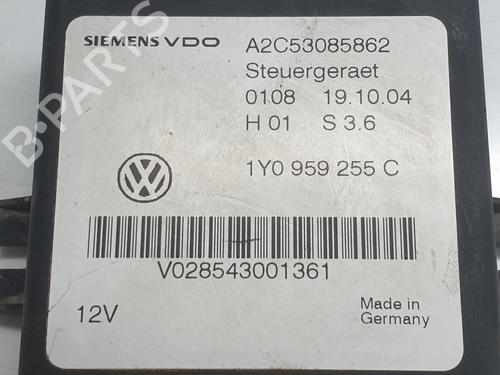 SIEMENS VDO A2C53085862
Steuergeraet
0108 19.10.04
H 01 S 3.6
1Y0 959 255 C
V028543001361
12V Made in
Germany